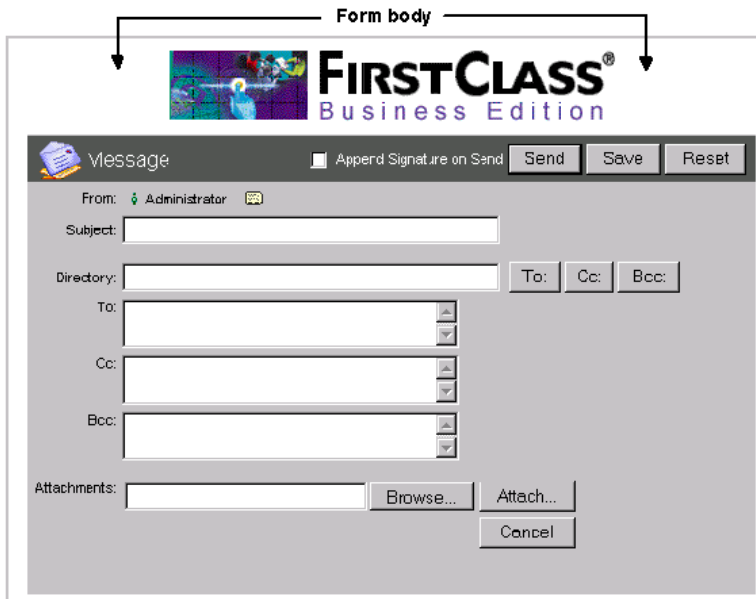 Form body
FIRSTCLASS®
Business Edition
Message
Append Signature on Send
Send
Save
Reset
From: Administrator
Subject:
Directory:
To:
Cc:
Bcc:
To:
Cc:
Bcc:
Attachments:
Browse...
Attach...
Cancel